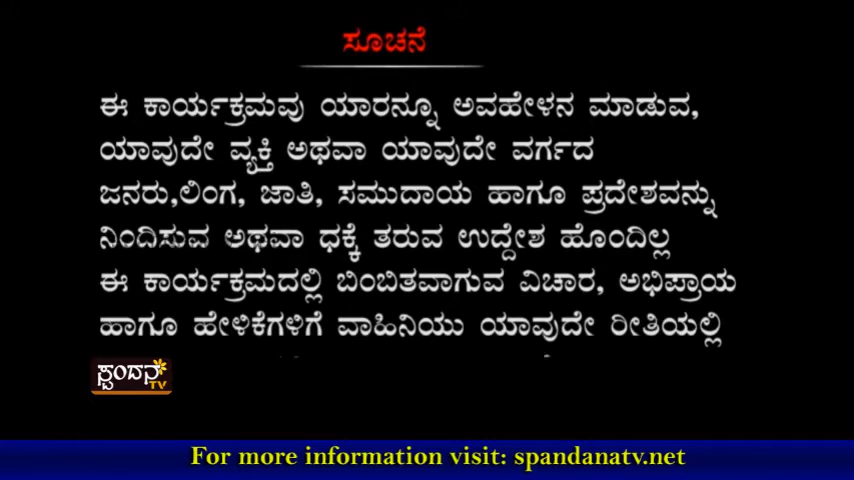 ಸೂಚನೆ
ಈ ಕಾರ್ಯಕ್ರಮವು ಯಾರನ್ನೂ ಅವಹೇಳನ ಮಾಡುವ,
ಯಾವುದೇ ವ್ಯಕ್ತಿ ಅಥವಾ ಯಾವುದೇ ವರ್ಗದ
ಜನರು,ಲಿಂಗ, ಜಾತಿ, ಸಮುದಾಯ ಹಾಗೂ ಪ್ರದೇಶವನ್ನು
ನಿಂದಿಸುವ ಅಥವಾ ಧಕ್ಕೆ ತರುವ ಉದ್ದೇಶ ಹೊಂದಿಲ್ಲ
ಈ ಕಾರ್ಯಕ್ರಮದಲ್ಲಿ ಬಿಂಬಿತವಾಗುವ ವಿಚಾರ, ಅಭಿಪ್ರಾಯ
ಹಾಗೂ ಹೇಳಿಕೆಗಳಿಗೆ ವಾಹಿನಿಯು ಯಾವುದೇ ರೀತಿಯಲ್ಲಿ
ಸ್ಪಂದನ TV
For more information visit: spandanatv.net